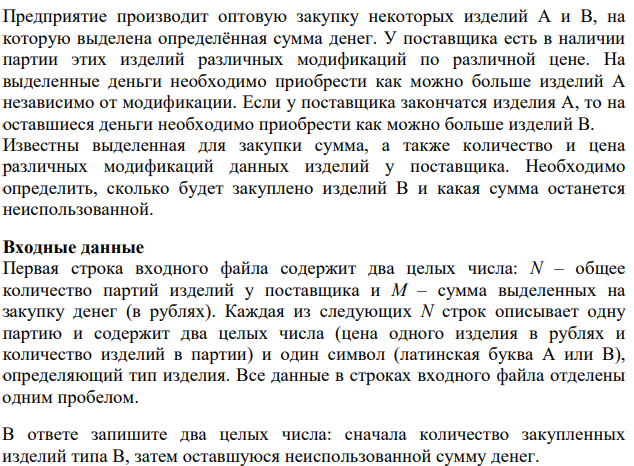 Предприятие производит оптовую закупку некоторых изделий А и В, на
которую выделена определённая сумма денег. У поставщика есть в наличии
партии этих изделий различных модификаций по различной цене. На
выделенные деньги необходимо приобрести как можно больше изделий А
независимо от модификации. Если у поставщика закончатся изделия А, то на
оставшиеся деньги необходимо приобрести как можно больше изделий В.
Известны выделенная для закупки сумма, а также количество и цена
различных модификаций данных изделий у поставщика. Необходимо
определить, сколько будет закуплено изделий В и какая сумма останется
неиспользованной.
Входные данные
Первая строка входного файла содержит два целых числа: N – общее
количество партий изделий у поставщика и M – сумма выделенных на
закупку денег (в рублях). Каждая из следующих N строк описывает одну
партию и содержит два целых числа (цена одного изделия в рублях и
количество изделий в партии) и один символ (латинская буква А или В),
определяющий тип изделия. Все данные в строках входного файла отделены
одним пробелом.
В ответе запишите два целых числа: сначала количество закупленных
изделий типа В, затем оставшуюся неиспользованной сумму денег.